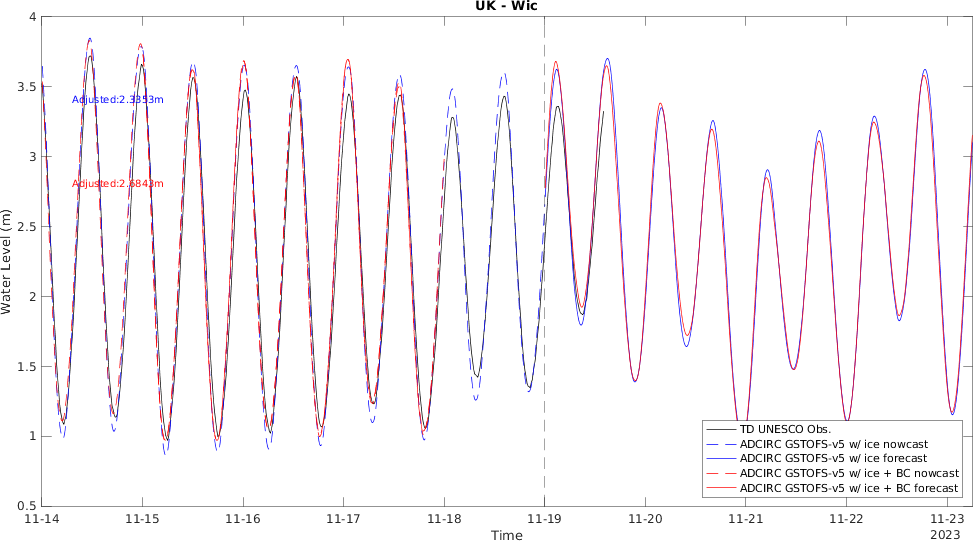 UK - Wic
4
3.5
3
2.5
2
1.5
1
0.5
Water Level (m)
Adjusted:2.3353m
Adjusted:2.6843m
TD UNESCO Obs.
ADCIRC GSTOFS-v5 w/ ice nowcast
ADCIRC GSTOFS-v5 w/ ice forecast
ADCIRC GSTOFS-v5 w/ ice + BC nowcast
ADCIRC GSTOFS-v5 w/ ice + BC forecast
11-14 11-15 11-16 11-17 11-18 11-19 11-20 11-21 11-22 11-23
Time
2023